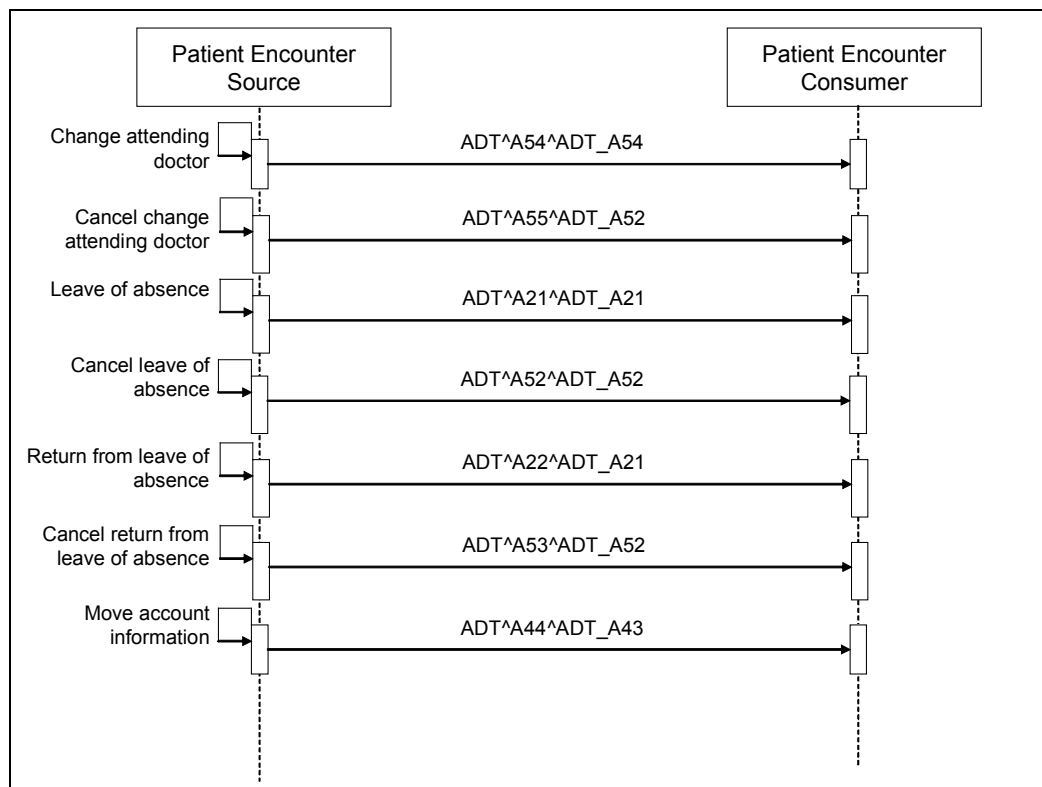 Patient Encounter
Source
Patient Encounter
Consumer
Change attending
doctor
ADT^A54^ADT_A54
Cancel change
attending doctor
ADT^A55^ADT_A52
Leave of absence
ADT^A21^ADT_A21
Cancel leave of
absence
ADT^A52^ADT_A52
Return from leave of
absence
ADT^A22^ADT_A21
Cancel return from
leave of absence
ADT^A53^ADT_A52
Move account
information
ADT^A44^ADT_A43